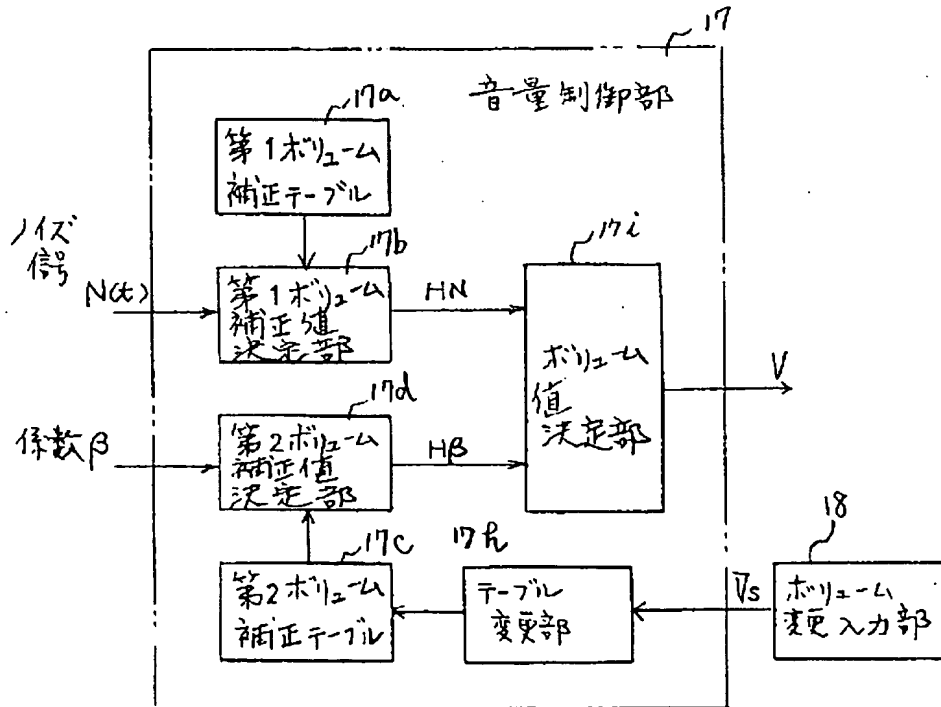 17
音量制御部
17a
第1ボリューム
補正テーブル
ノイズ
信号
N(t)
17b
第1ボリューム
補正値
決定部
HN
17i
ボリューム
値
決定部
V
係数β
17d
第2ボリューム
補正値
決定部
Hβ
17c
第2ボリューム
補正テーブル
17h
テーブル
変更部
Vs
18
ボリューム
変更入力部